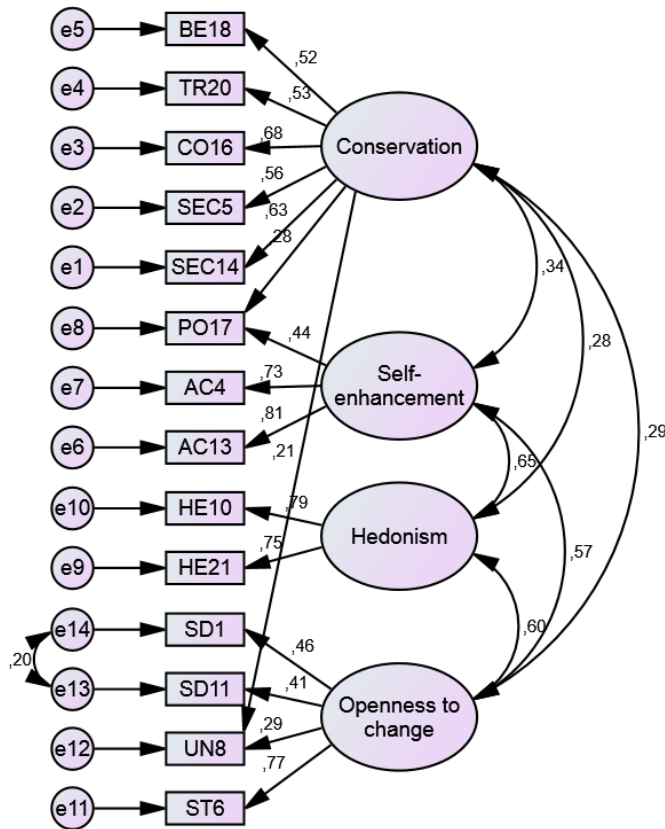 e5
BE18
,52
e4
TR20
,53
e3
CO16
,68
Conservation
e2
SEC5
,56
,63
e1
SEC14
,28
,34
e8
PO17
,44
,28
e7
AC4
,73
Self-
enhancement
e6
AC13
,81
,21
,65
,29
e10
HE10
,79
Hedonism
e9
HE21
,75
,57
e14
SD1
,46
,60
,20
e13
SD11
,41
Openness to
change
e12
UN8
,29
e11
ST6
,77